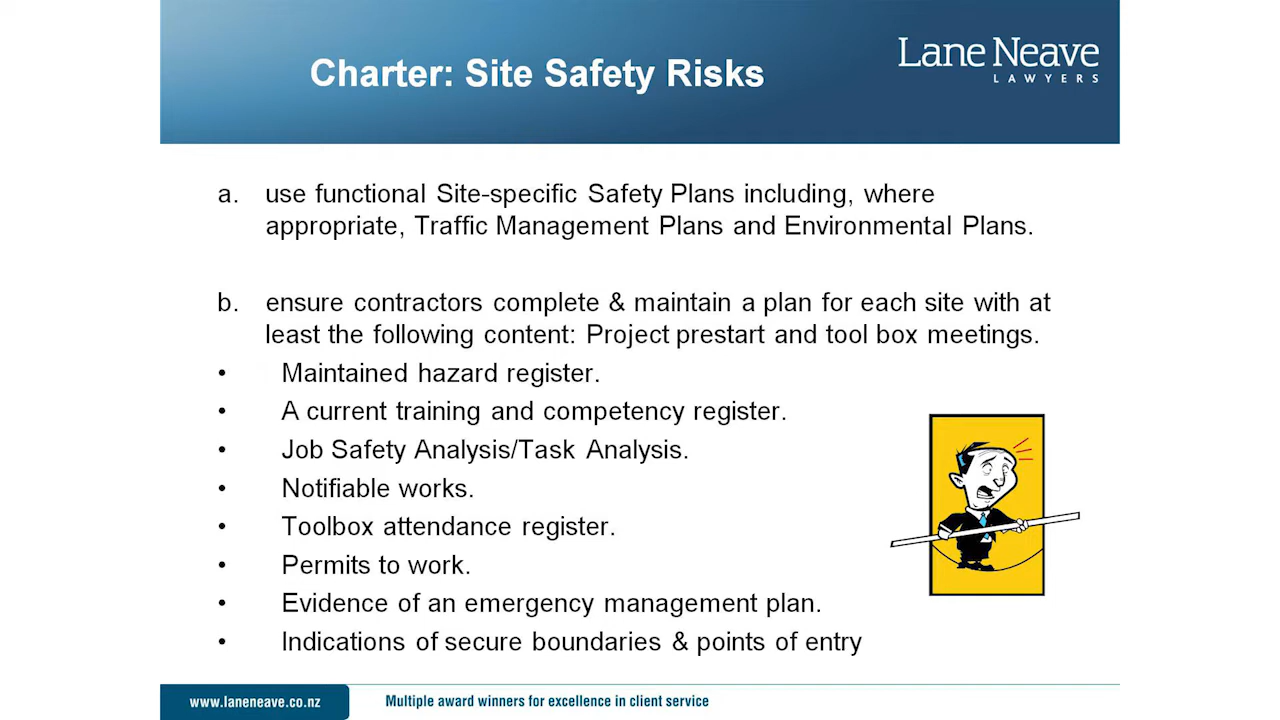 Charter: Site Safety Risks
Lane Neave
LAWYERS
a. use functional Site-specific Safety Plans including, where
appropriate, Traffic Management Plans and Environmental Plans.
b. ensure contractors complete & maintain a plan for each site with at
least the following content: Project prestart and tool box meetings.
• Maintained hazard register.
• A current training and competency register.
• Job Safety Analysis/Task Analysis.
• Notifiable works.
• Toolbox attendance register.
• Permits to work.
• Evidence of an emergency management plan.
• Indications of secure boundaries & points of entry
www.laneneave.co.nz
Multiple award winners for excellence in client service